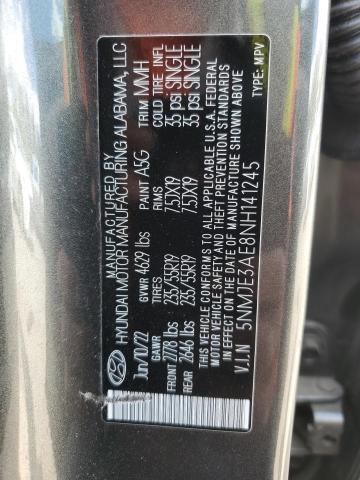 MANUFACTURED BY
HYUNDAI MOTOR MANUFACTURING ALABAMA, LLC
Jun/10/22 GVWR 4629 lbs PAINT A5G TRIM MMH
GAWR TIRES RIMS COLD TIRE INFL
FRONT 2778 lbs 235/55R19 7.5JX19 35 psi SINGLE
REAR 2646 lbs 235/55R19 7.5JX19 35 psi SINGLE
THIS VEHICLE CONFORMS TO ALL APPLICABLE U.S.A. FEDERAL
MOTOR VEHICLE SAFETY AND THEFT PREVENTION STANDARDS
IN EFFECT ON THE DATE OF MANUFACTURE SHOWN ABOVE.
V.I.N 5NMJE3AE8NH141245 TYPE: MPV